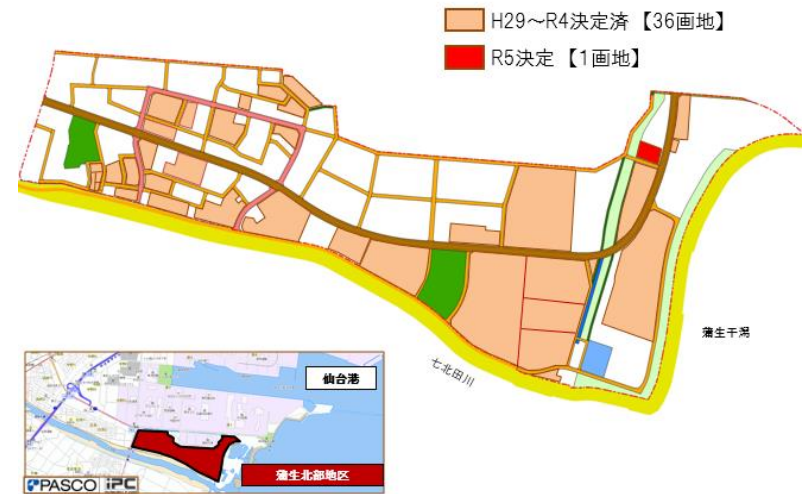 H29～R4決定済【36画地】
R5決定【1画地】
蒲生干潟
七北田川
仙台港
蒲生北部地区
PASCO iPC